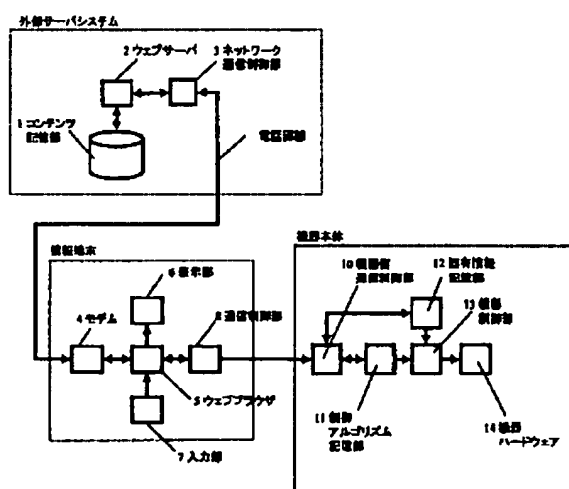 外部サーバシステム
2 ウェブサーバ
3 ネットワーク
通信制御部
1 コンテンツ
記憶部
電話回線
情報端末
6 表示部
4 モデム
8 通信制御部
5 ウェブブラウザ
7 入力部
機器本体
10 機器側
通信制御部
12 固有情報
記憶部
13 機器
制御部
11 制御
アルゴリズム
記憶部
14 機器
ハードウェア